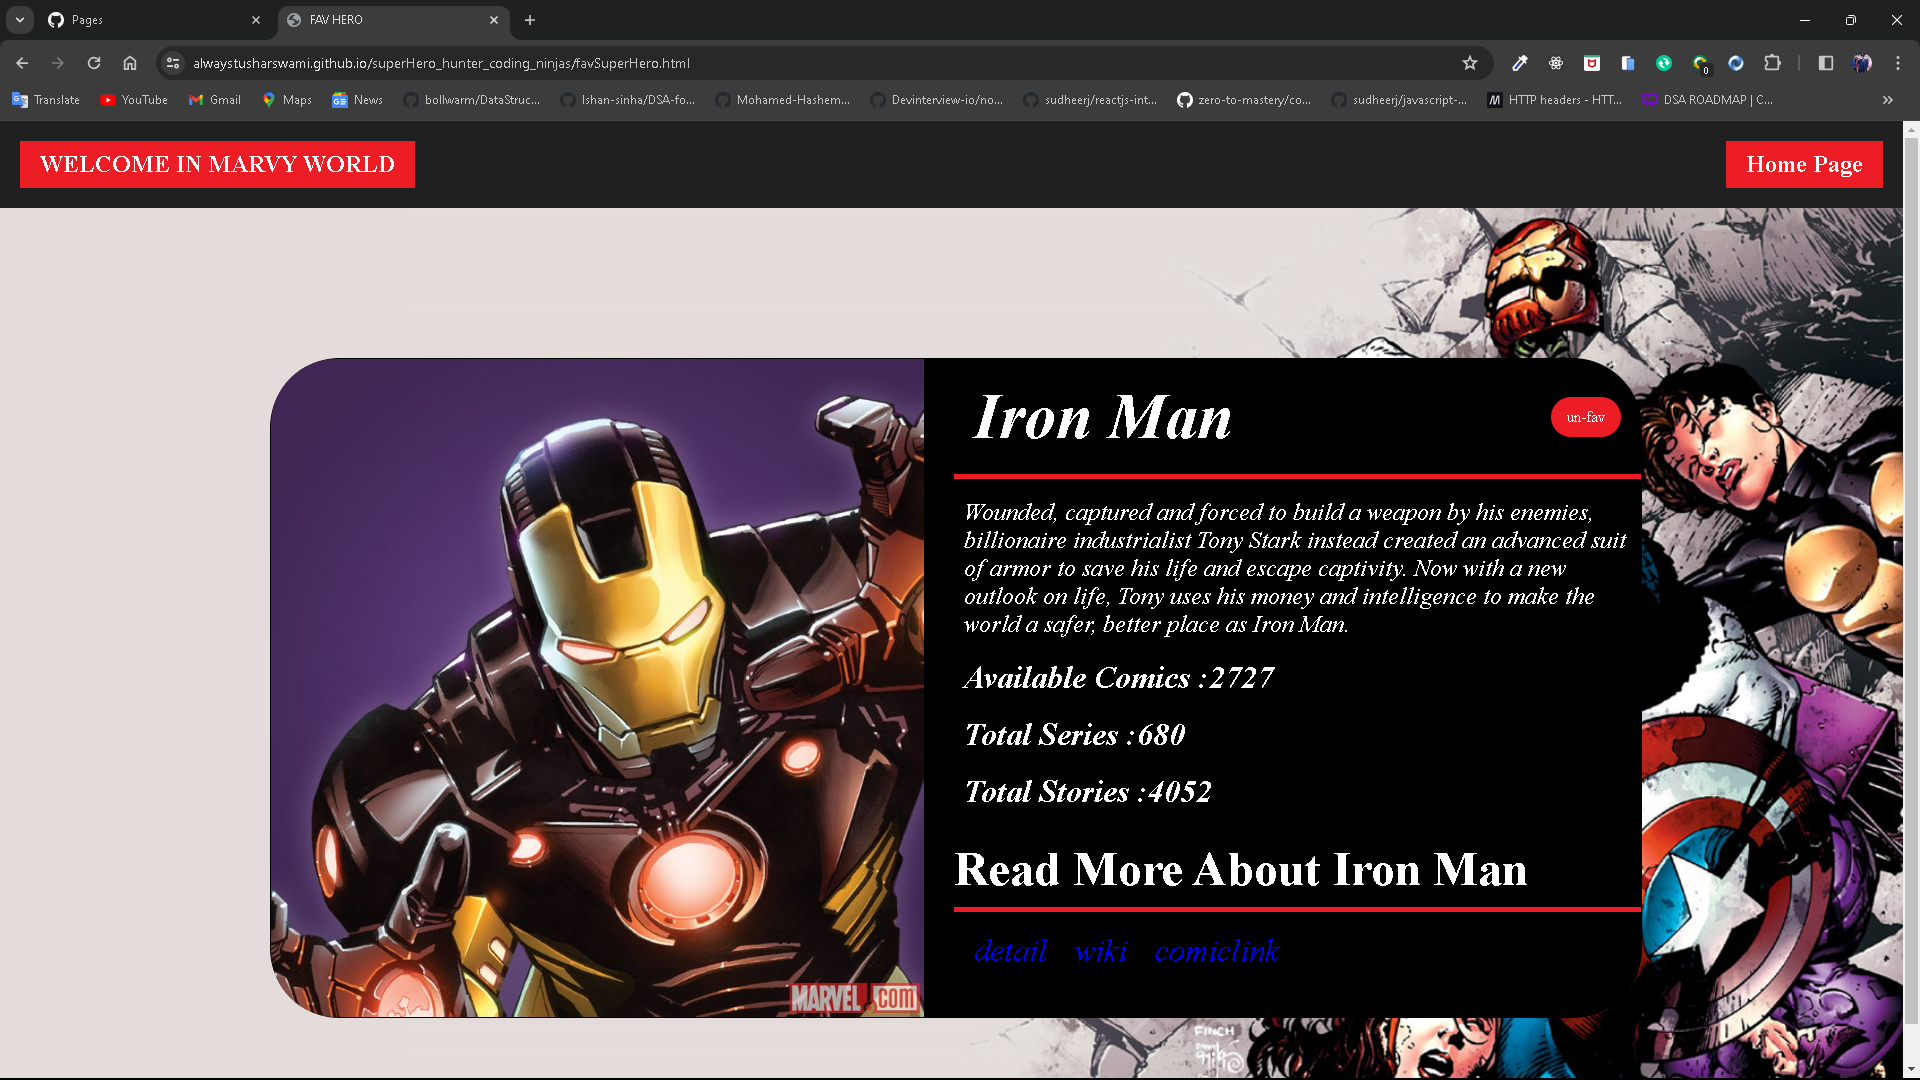 Pages
FAV HERO
alwaystusharswami.github.io/superHero_hunter_coding_ninjas/favSuperHero.html
0
Translate
YouTube
Gmail
Maps
News
bollwarm/DataStruc...
Ishan-sinha/DSA-fo...
Mohamed-Hashem...
Devinterview-io/no...
sudheerj/reactjs-int...
zero-to-mastery/co...
sudheerj/javascript-...
HTTP headers - HTT...
DSA ROADMAP | C...
WELCOME IN MARVY WORLD
Home Page
Iron Man
un-fav
Wounded, captured and forced to build a weapon by his enemies,
billionaire industrialist Tony Stark instead created an advanced suit
of armor to save his life and escape captivity. Now with a new
outlook on life, Tony uses his money and intelligence to make the
world a safer, better place as Iron Man.
Available Comics :2727
Total Series :680
Total Stories :4052
Read More About Iron Man
detail wiki comiclink
MARVEL.com
FINCH